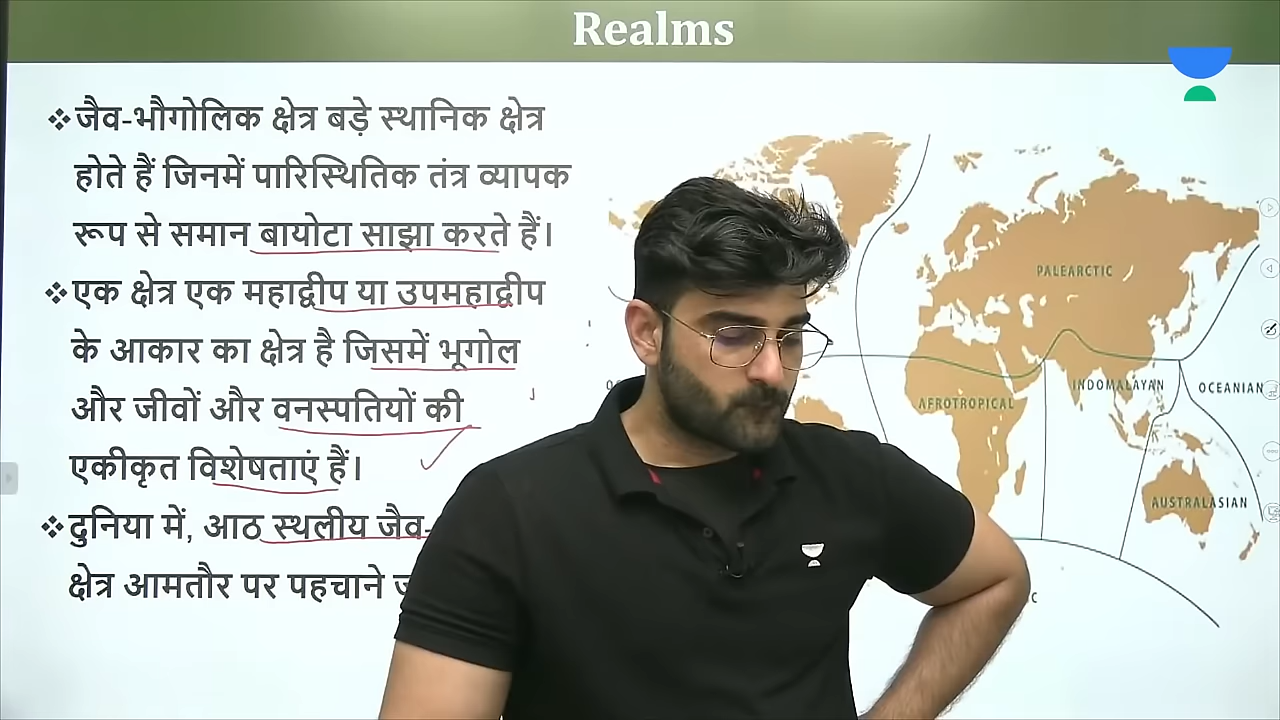 Realms
❖जैव-भौगोलिक क्षेत्र बड़े स्थानिक क्षेत्र
होते हैं जिनमें पारिस्थितिक तंत्र व्यापक
रूप से समान बायोटा साझा करते हैं।
❖एक क्षेत्र एक महाद्वीप या उपमहाद्वीप
के आकार का क्षेत्र है जिसमें भूगोल
और जीवों और वनस्पतियों की
एकीकृत विशेषताएं हैं।
❖दुनिया में, आठ स्थलीय जैव-
क्षेत्र आमतौर पर पहचाने
PALEARCTIC
INDOMALAYAN
OCEANIAN
AFROTROPICAL
AUSTRALASIAN